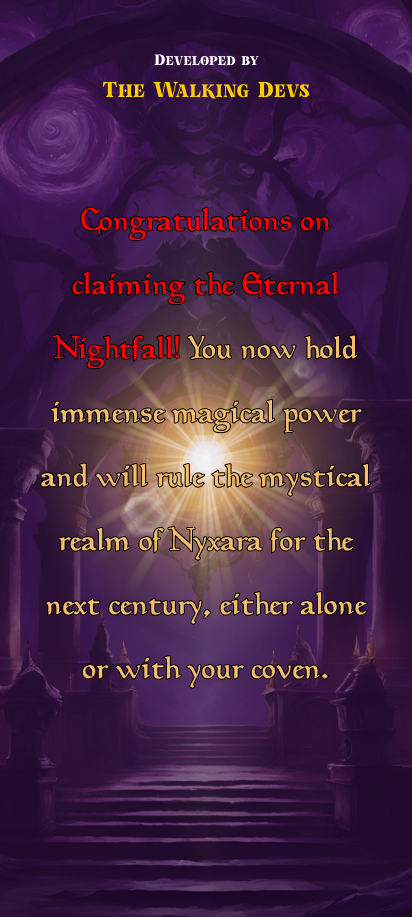 Developed by
The Walking Devs
Congratulations on
claiming the Eternal
Nightfall! You now hold
immense magical power
and will rule the mystical
realm of Nyxara for the
next century, either alone
or with your coven.